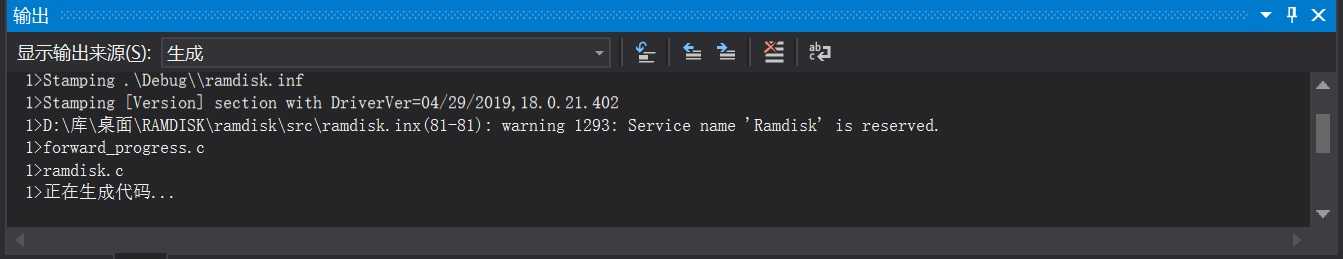 输出
显示输出来源(S): 生成
1>Stamping .\Debug\\ramdisk.inf
1>Stamping [Version] section with DriverVer=04/29/2019,18.0.21.402
1>D:\库\桌面\RAMDISK\ramdisk\src\ramdisk.inx(81-81): warning 1293: Service name 'Ramdisk' is reserved.
1>forward_progress.c
1>ramdisk.c
1>正在生成代码...